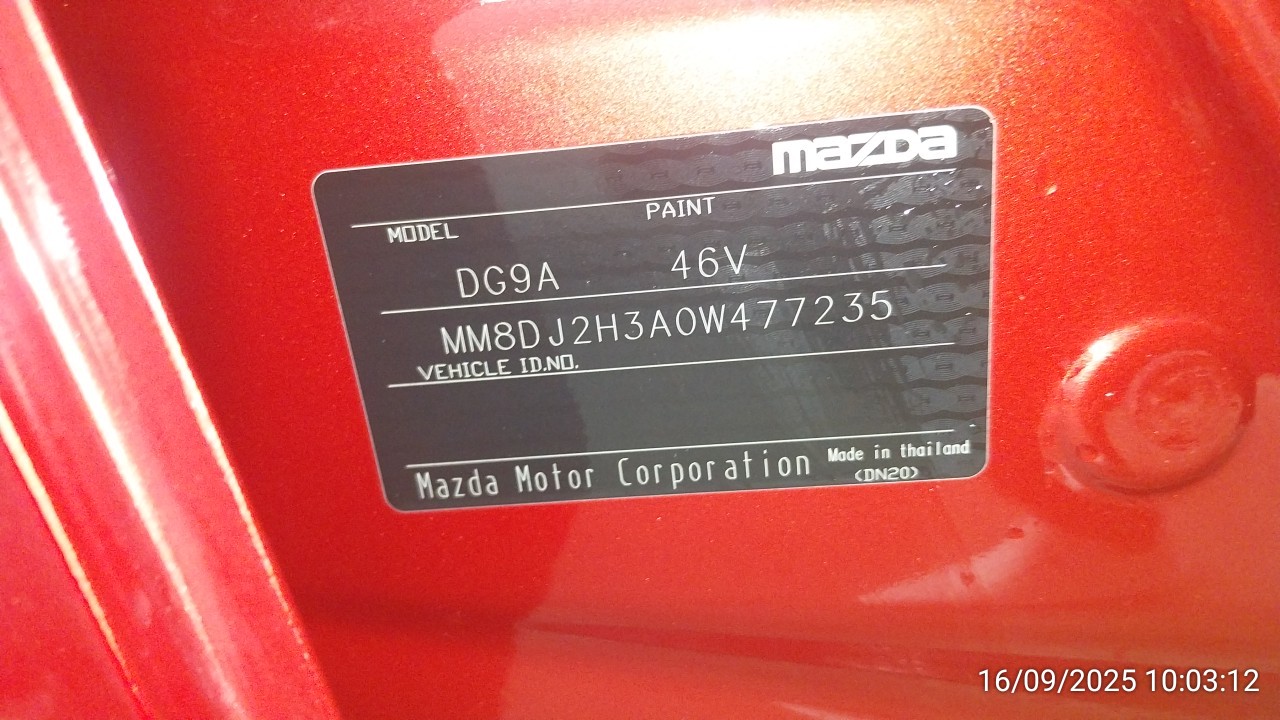 mazda
MODEL PAINT
DG9A 46V
MM8DJ2H3A0W477235
VEHICLE ID.NO.
Mazda Motor Corporation Made in thailand
(DN20)
16/09/2025 10:03:12